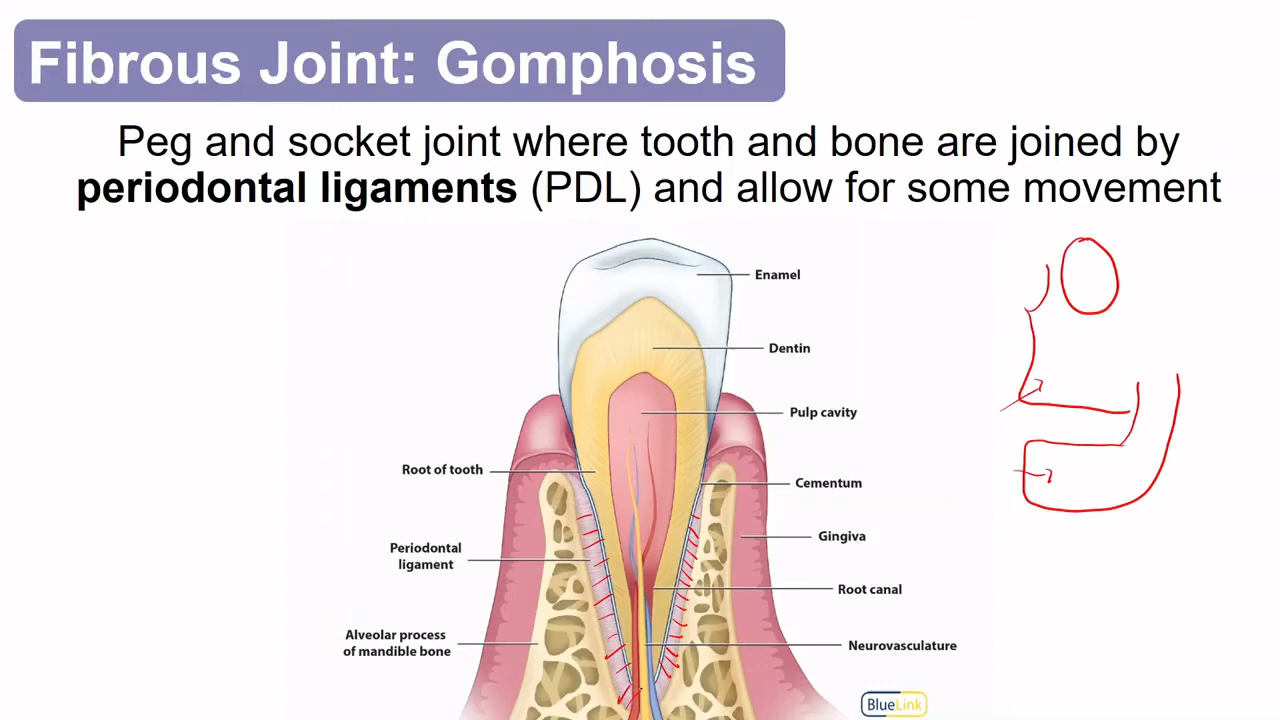 Fibrous Joint: Gomphosis
Peg and socket joint where tooth and bone are joined by
periodontal ligaments (PDL) and allow for some movement
Enamel
Dentin
Pulp cavity
Root of tooth
Cementum
Gingiva
Periodontal
ligament
Root canal
Alveolar process
of mandible bone
Neurovasculature
BlueLink